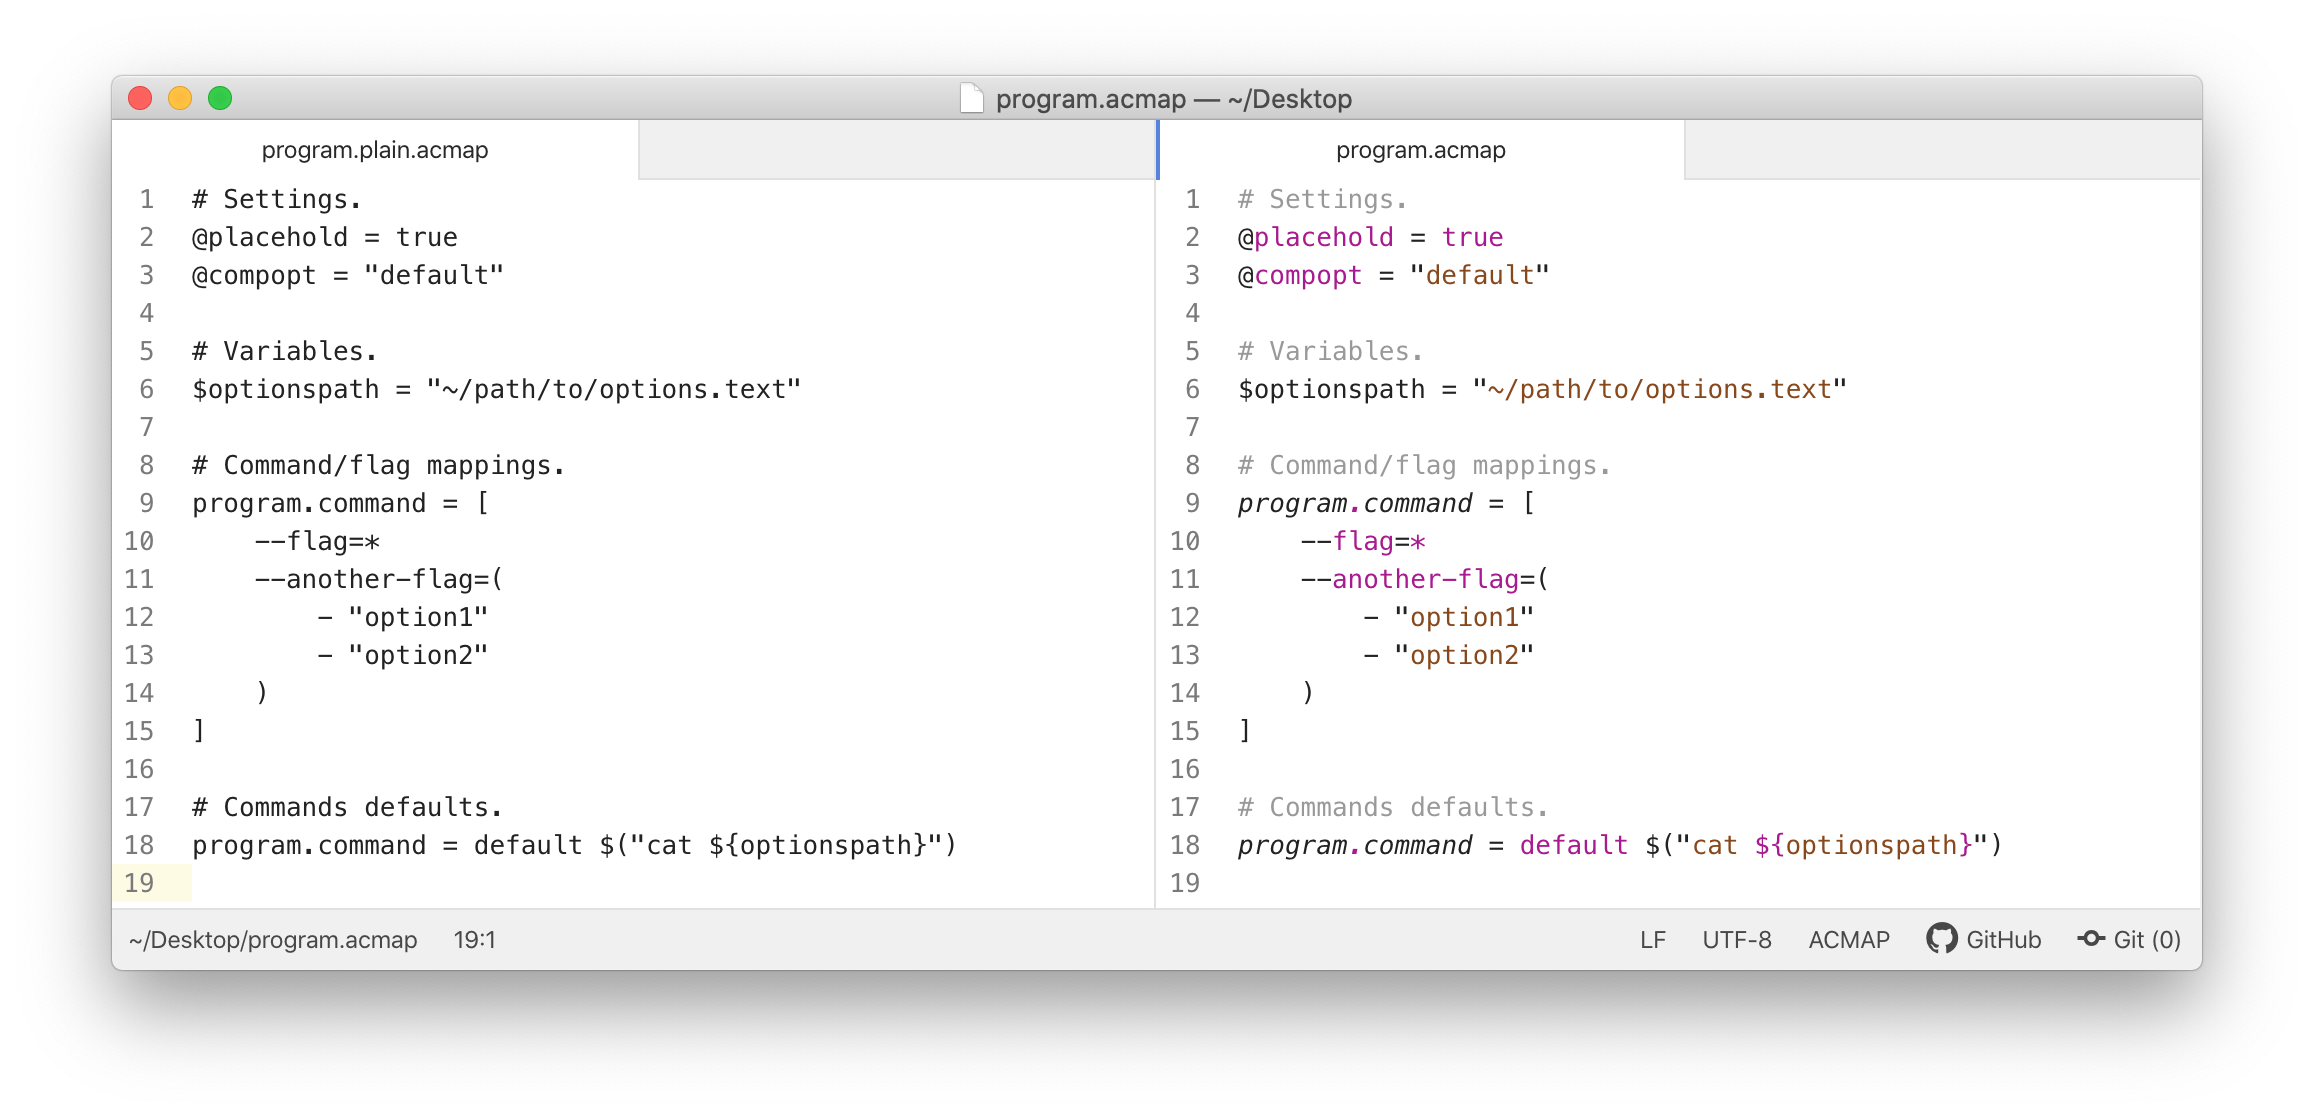 program.acmap — ~/Desktop
program.plain.acmap
1 # Settings.
2 @placehold = true
3 @compopt = "default"
4
5 # Variables.
6 $optionspath = "~/path/to/options.text"
7
8 # Command/flag mappings.
9 program.command = [
10     --flag=*
11     --another-flag=(
12         - "option1"
13         - "option2"
14     )
15 ]
16
17 # Commands defaults.
18 program.command = default $("cat ${optionspath}")
19
program.acmap
1 # Settings.
2 @placehold = true
3 @compopt = "default"
4
5 # Variables.
6 $optionspath = "~/path/to/options.text"
7
8 # Command/flag mappings.
9 program.command = [
10     --flag=*
11     --another-flag=(
12         - "option1"
13         - "option2"
14     )
15 ]
16
17 # Commands defaults.
18 program.command = default $("cat ${optionspath}")
19
~/Desktop/program.acmap 19:1 LF UTF-8 ACMAP GitHub Git (0)